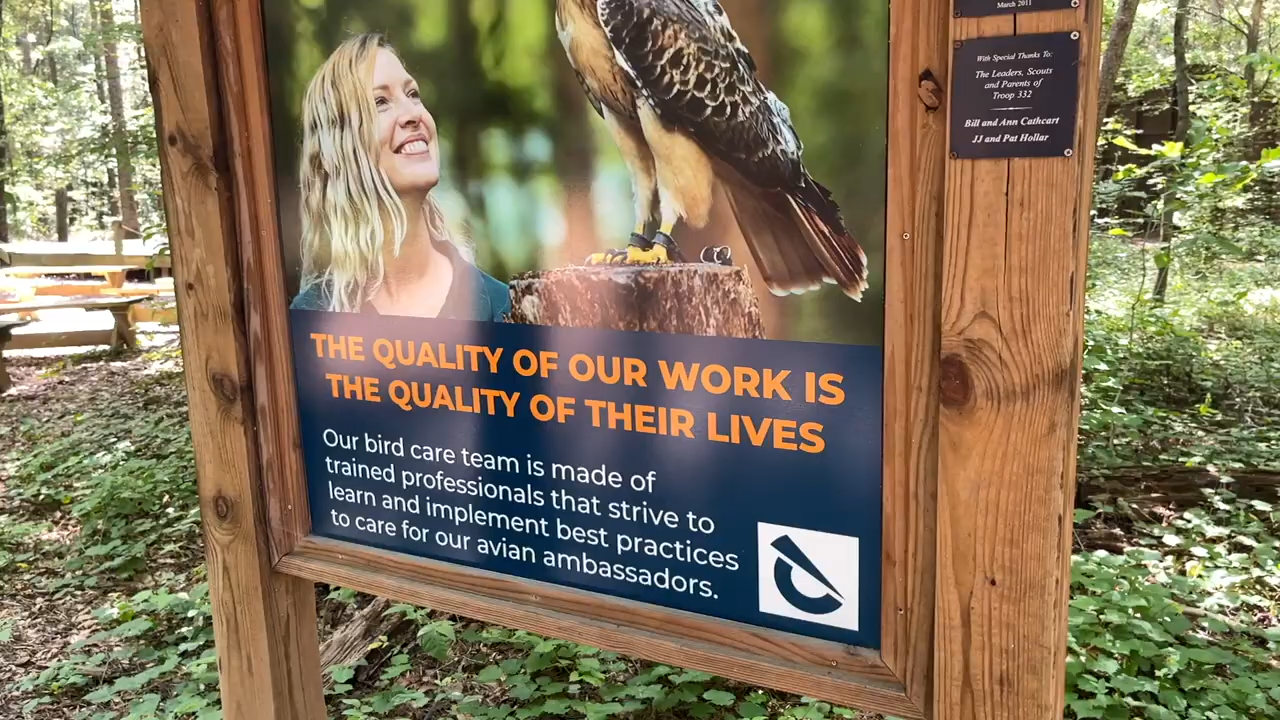 March 2011
With Special Thanks To:
The Leaders, Scouts
and Parents of
Troop 332
Bill and Ann Cathcart
JJ and Pat Hollar
THE QUALITY OF OUR WORK IS
THE QUALITY OF THEIR LIVES
Our bird care team is made of
trained professionals that strive to
learn and implement best practices
to care for our avian ambassadors.